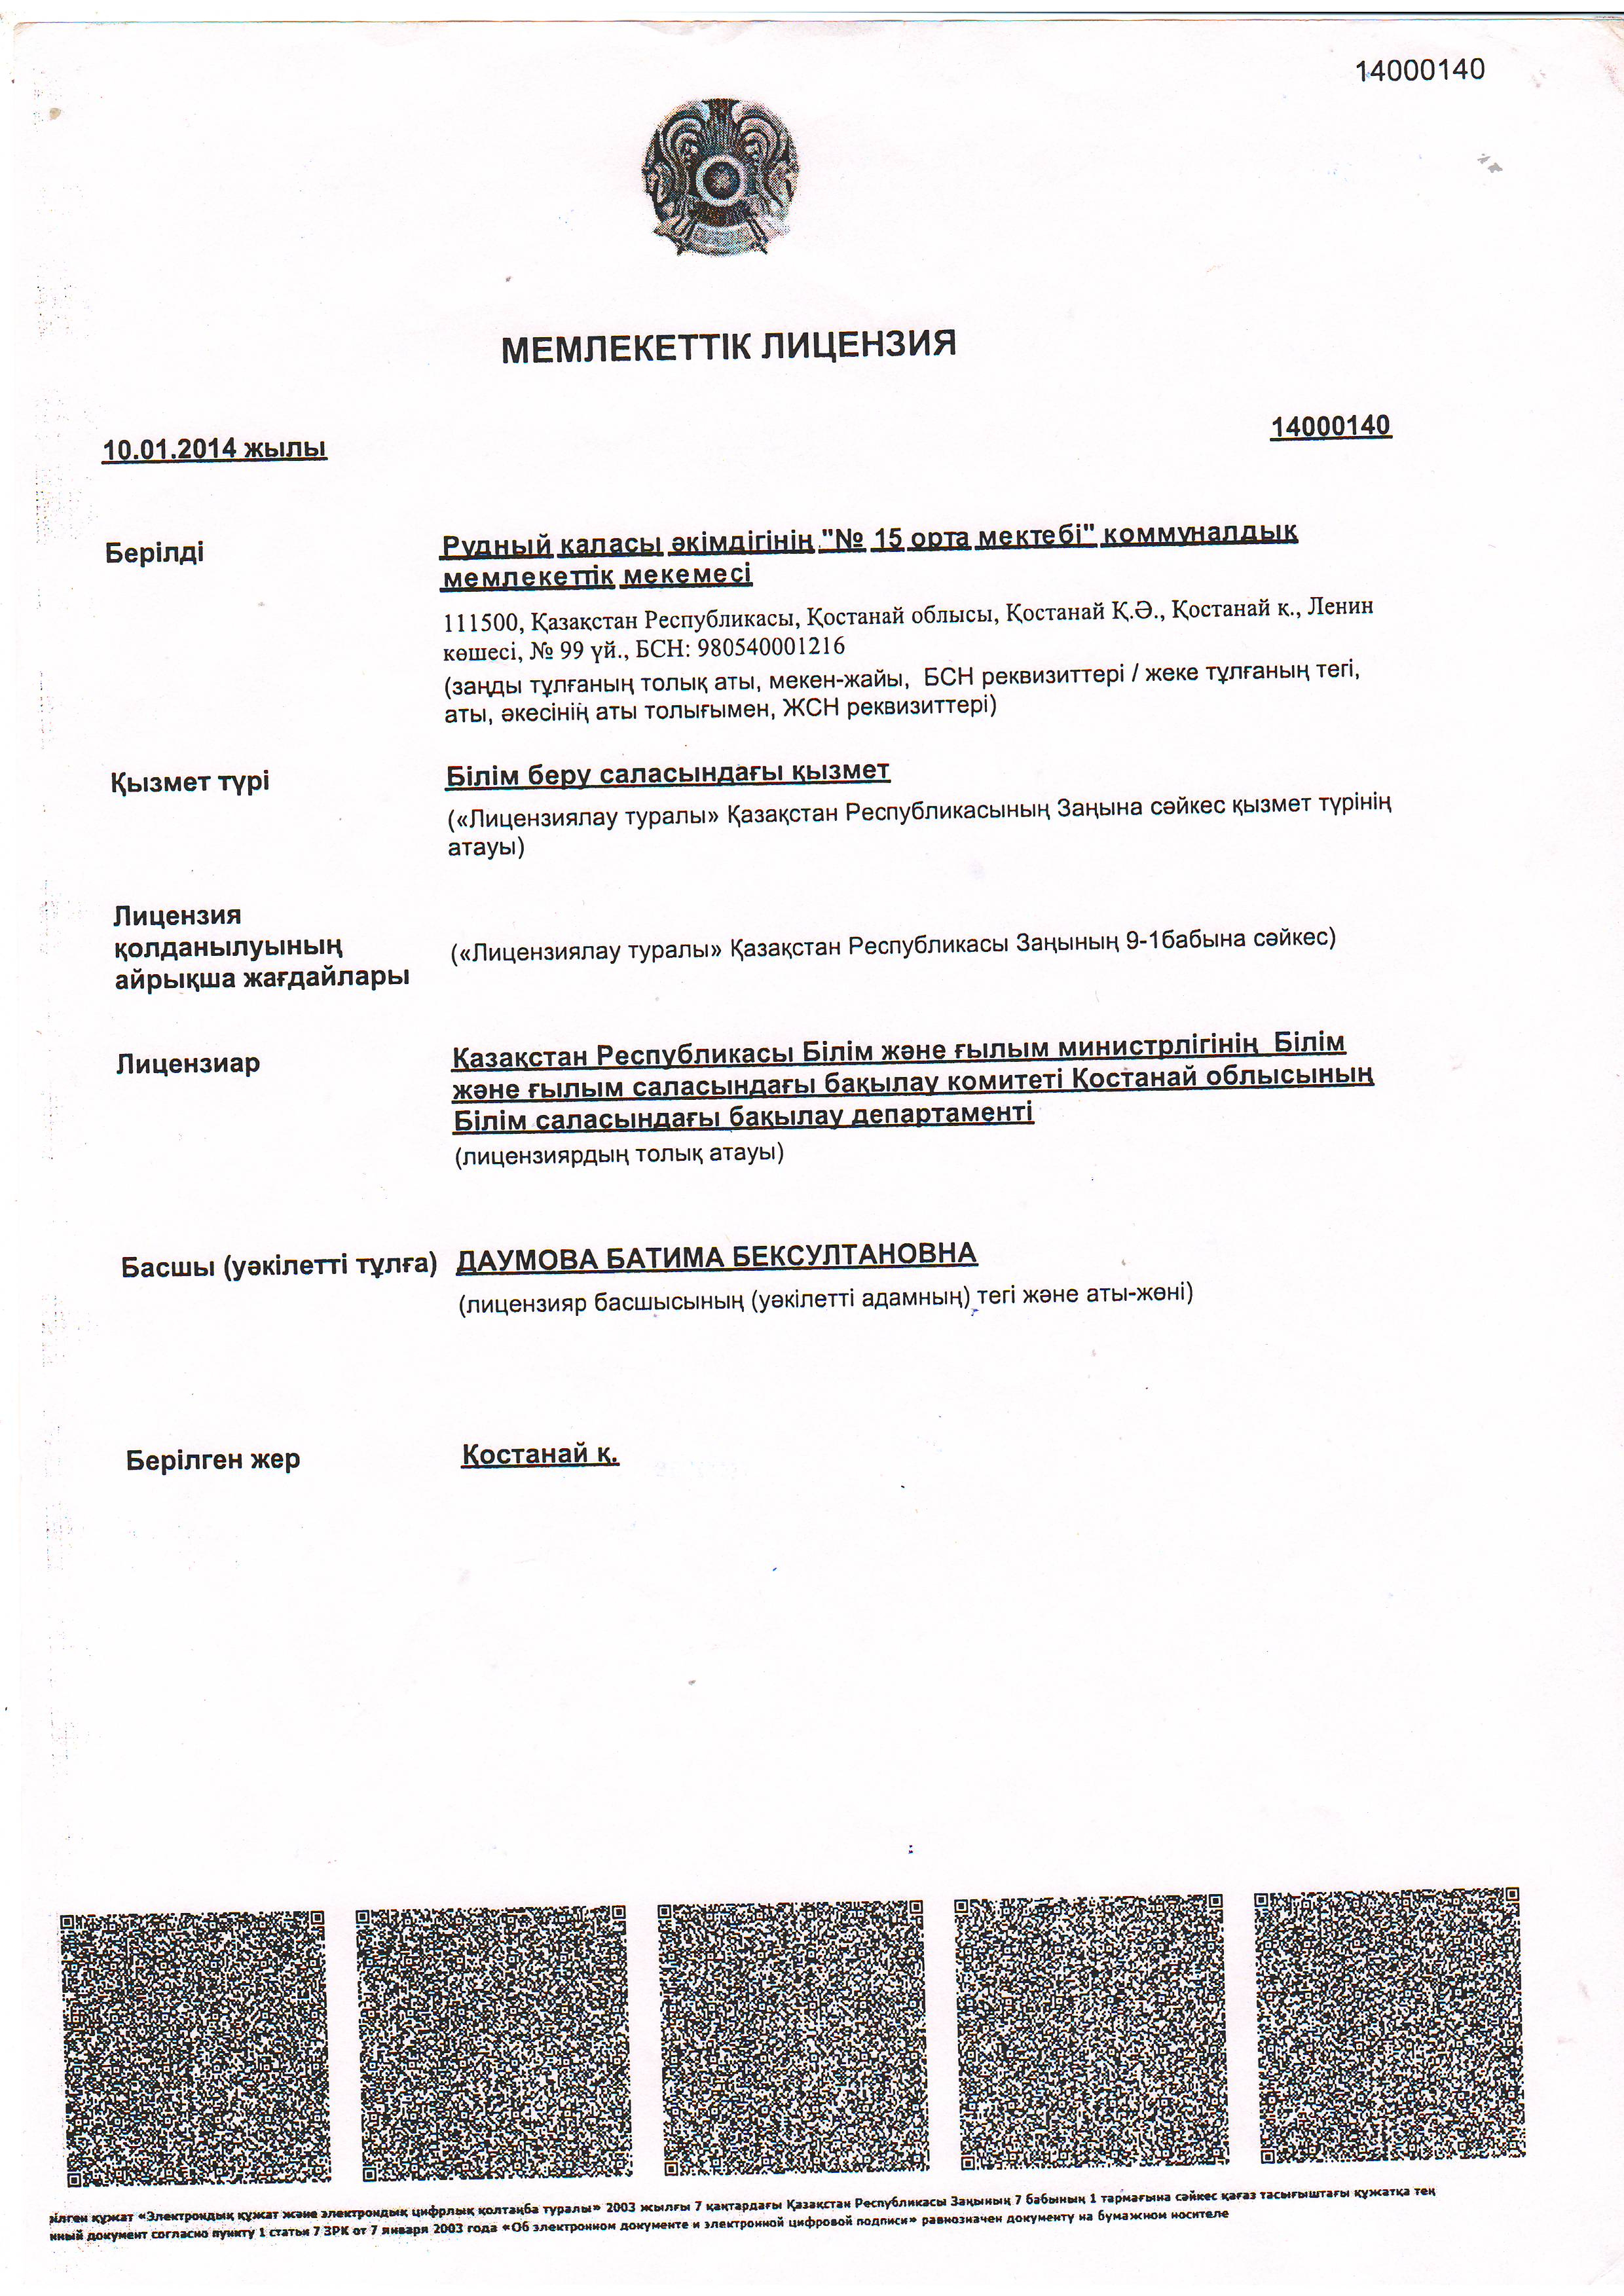 14000140
МЕМЛЕКЕТТІК ЛИЦЕНЗИЯ
10.01.2014 жылы
14000140
Берілді
Рудный қаласы әкімдігінің "№ 15 орта мектебі" коммуналдық
мемлекеттік мекемесі
111500, Қазақстан Республикасы, Қостанай облысы, Қостанай Қ.Ә., Қостанай қ., Ленин
көшесі, № 99 үй., БСН: 980540001216
(заңды тұлғаның толық аты, мекен-жайы, БСН реквизиттері / жеке тұлғаның тегі,
аты, әкесінің аты толығымен, ЖСН реквизиттері)
Қызмет түрі
Білім беру саласындағы қызмет
(«Лицензиялау туралы» Қазақстан Республикасының Заңына сәйкес қызмет түрінің
атауы)
Лицензия
қолданылуының
айрықша жағдайлары
(«Лицензиялау туралы» Қазақстан Республикасы Заңының 9-1бабына сәйкес)
Лицензиар
Қазақстан Республикасы Білім және ғылым министрлігінің Білім
және ғылым саласындағы бақылау комитеті Қостанай облысының
Білім саласындағы бақылау департаменті
(лицензиярдың толық атауы)
Басшы (уәкілетті тұлға)
ДАУМОВА БАТИМА БЕКСУЛТАНОВНА
(лицензияр басшысының (уәкілетті адамның) тегі және аты-жөні)
Берілген жер
Қостанай қ.
ілген құжат «Электрондық құжат және электрондық цифрлық қолтаңба туралы» 2003 жылғы 7 қаңтардағы Қазақстан Республикасы Заңының 7 бабының 1 тармағына сәйкес қағаз тасығыштағы құжатқа тең
нный документ согласно пункту 1 статьи 7 ЗРК от 7 января 2003 года «Об электронном документе и электронной цифровой подписи» равнозначен документу на бумажном носителе